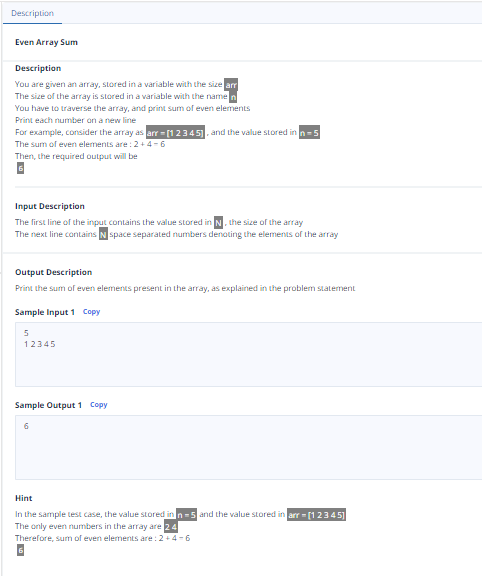 Description
Even Array Sum
Description
You are given an array, stored in a variable with the size arr
The size of the array is stored in a variable with the name n
You have to traverse the array, and print sum of even elements
Print each number on a new line
For example, consider the array as arr = [1 2 3 4 5] , and the value stored in n = 5
The sum of even elements are : 2 + 4 = 6
Then, the required output will be
6
Input Description
The first line of the input contains the value stored in N , the size of the array
The next line contains N space separated numbers denoting the elements of the array
Output Description
Print the sum of even elements present in the array, as explained in the problem statement
Sample Input 1 Copy
5
1 2 3 4 5
Sample Output 1 Copy
6
Hint
In the sample test case, the value stored in n = 5 and the value stored in arr = [1 2 3 4 5]
The only even numbers in the array are 2 4
Therefore, sum of even elements are : 2 + 4 = 6
6